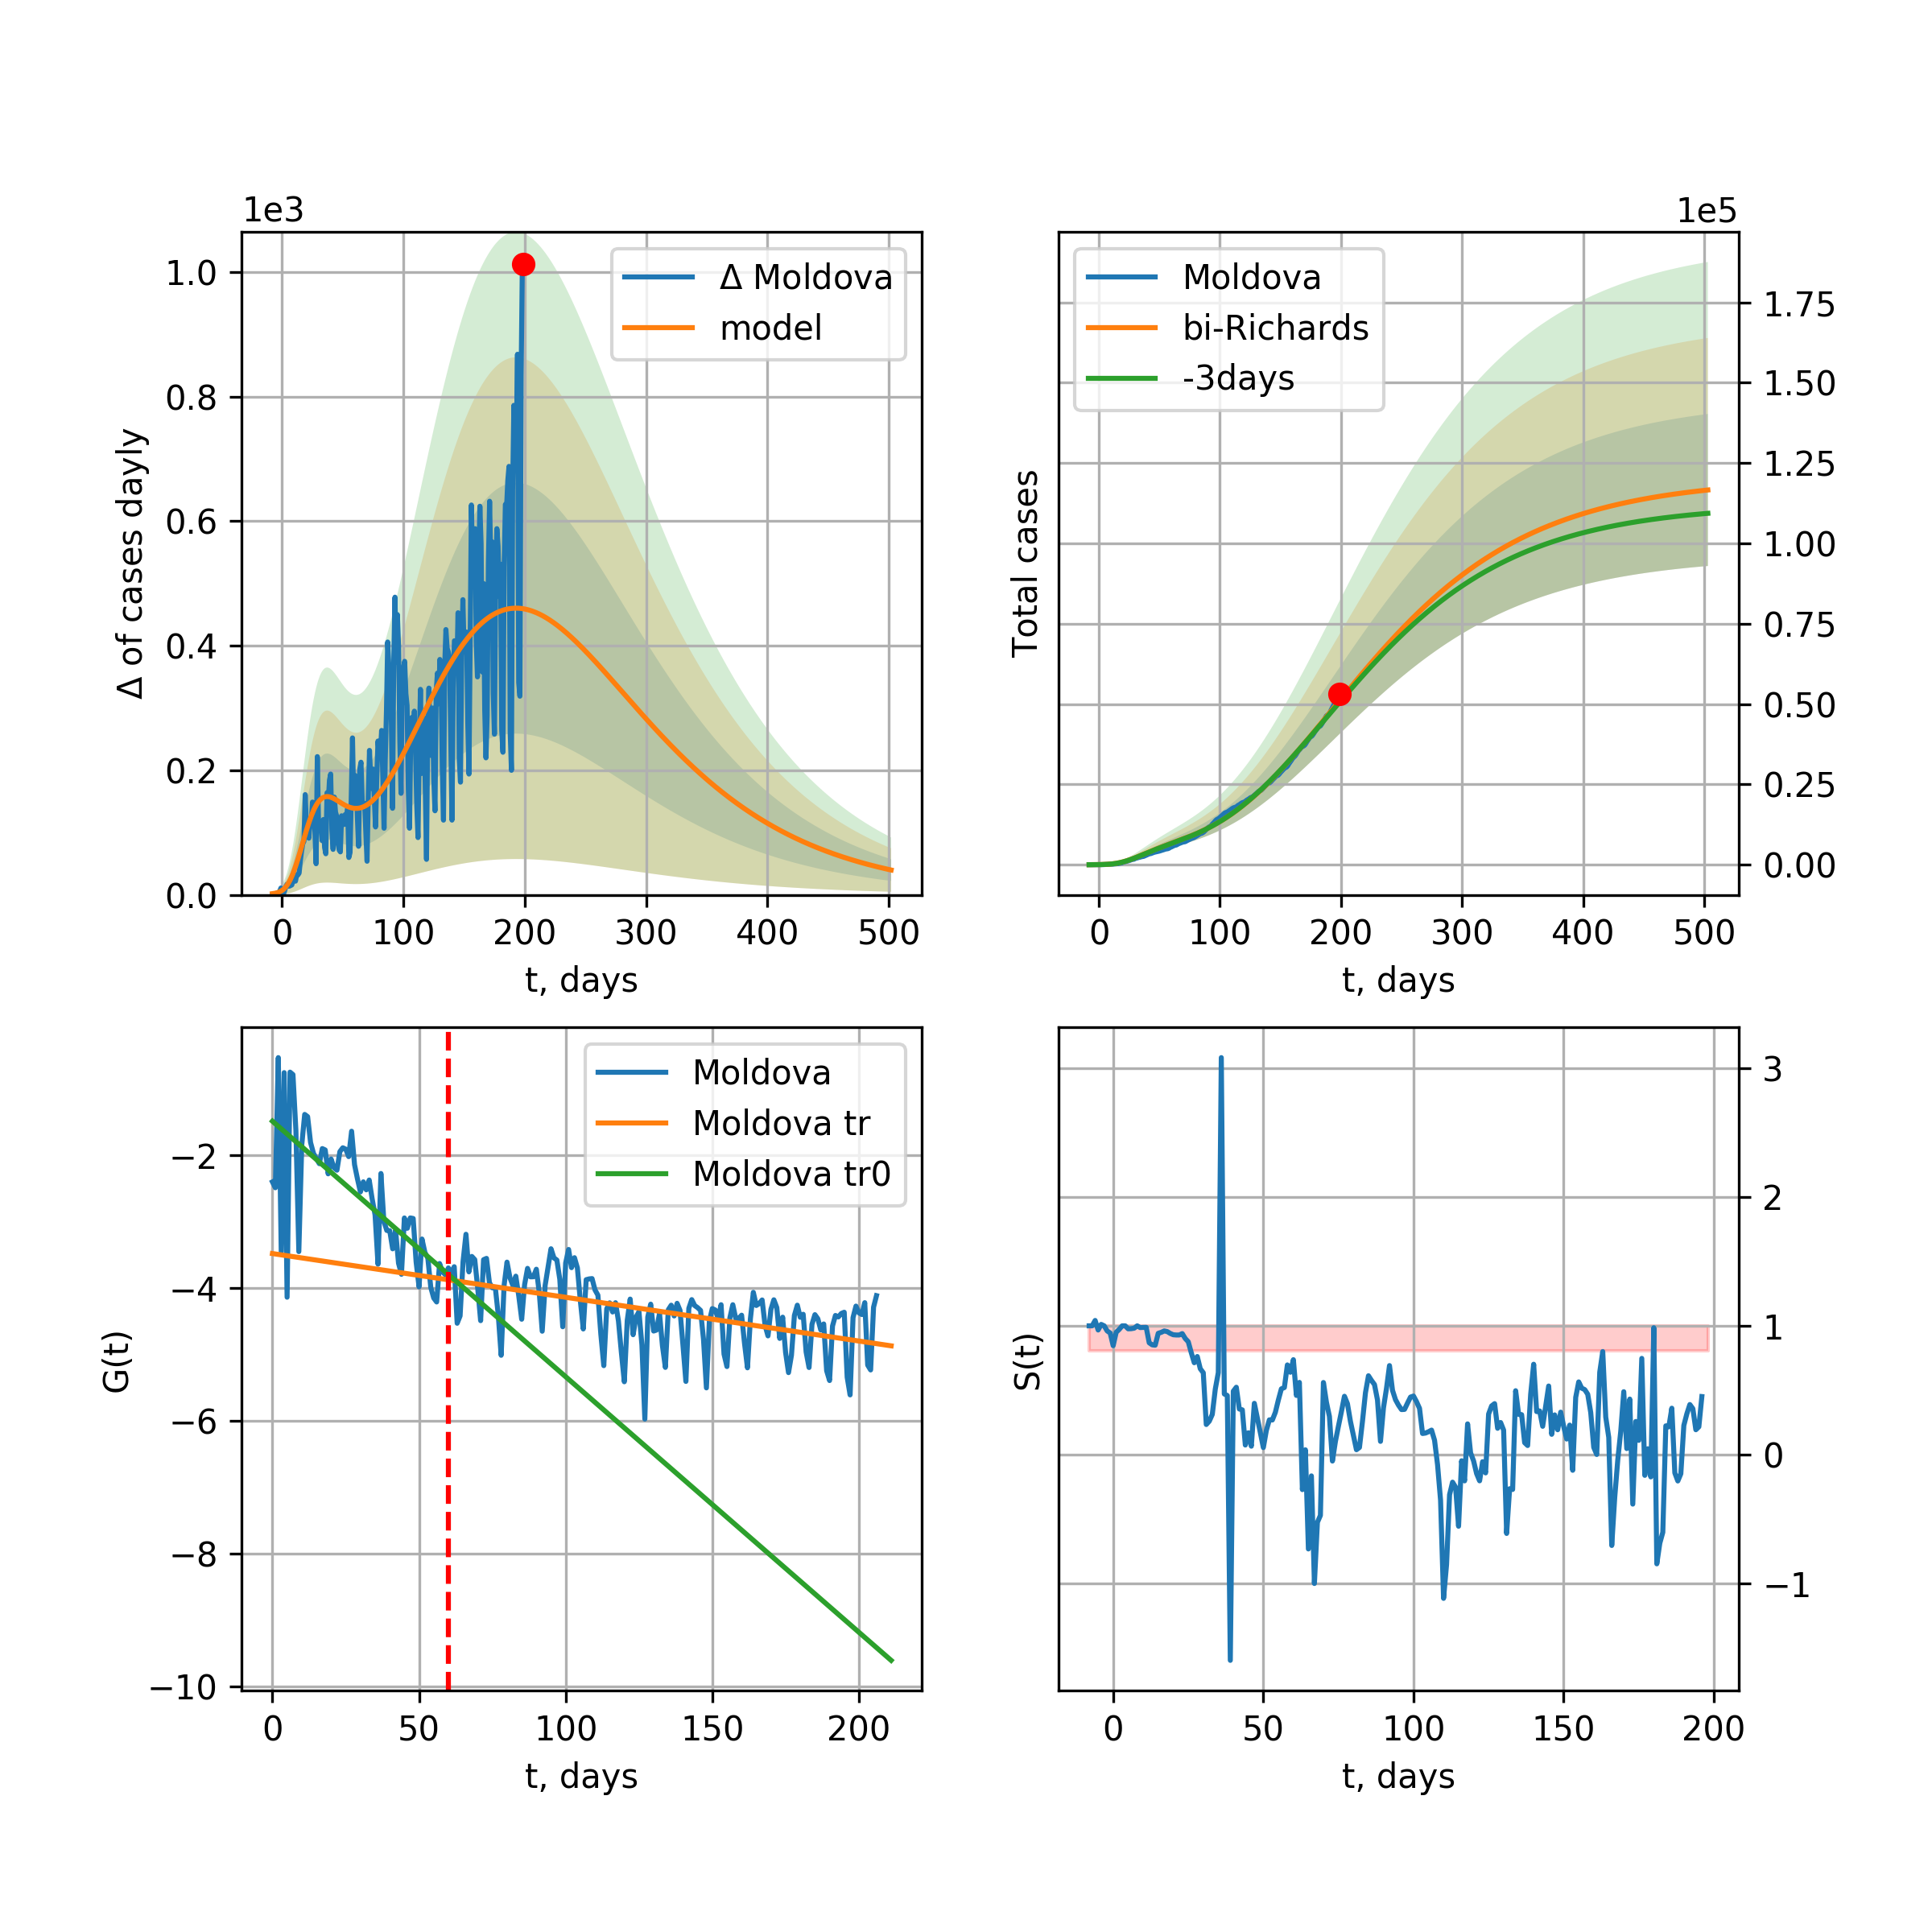 1e3
Δ of cases dayly
1.0
0.8
0.6
0.4
0.2
0.0
Δ Moldova
model
0 100 200 300 400 500
t, days
1e5
Total cases
Moldova
bi-Richards
-3days
1.75
1.50
1.25
1.00
0.75
0.50
0.25
0.00
0 100 200 300 400 500
t, days
G(t)
−2
−4
−6
−8
−10
Moldova
Moldova tr
Moldova tr0
0 50 100 150 200
t, days
S(t)
3
2
1
0
−1
0 50 100 150 200
t, days